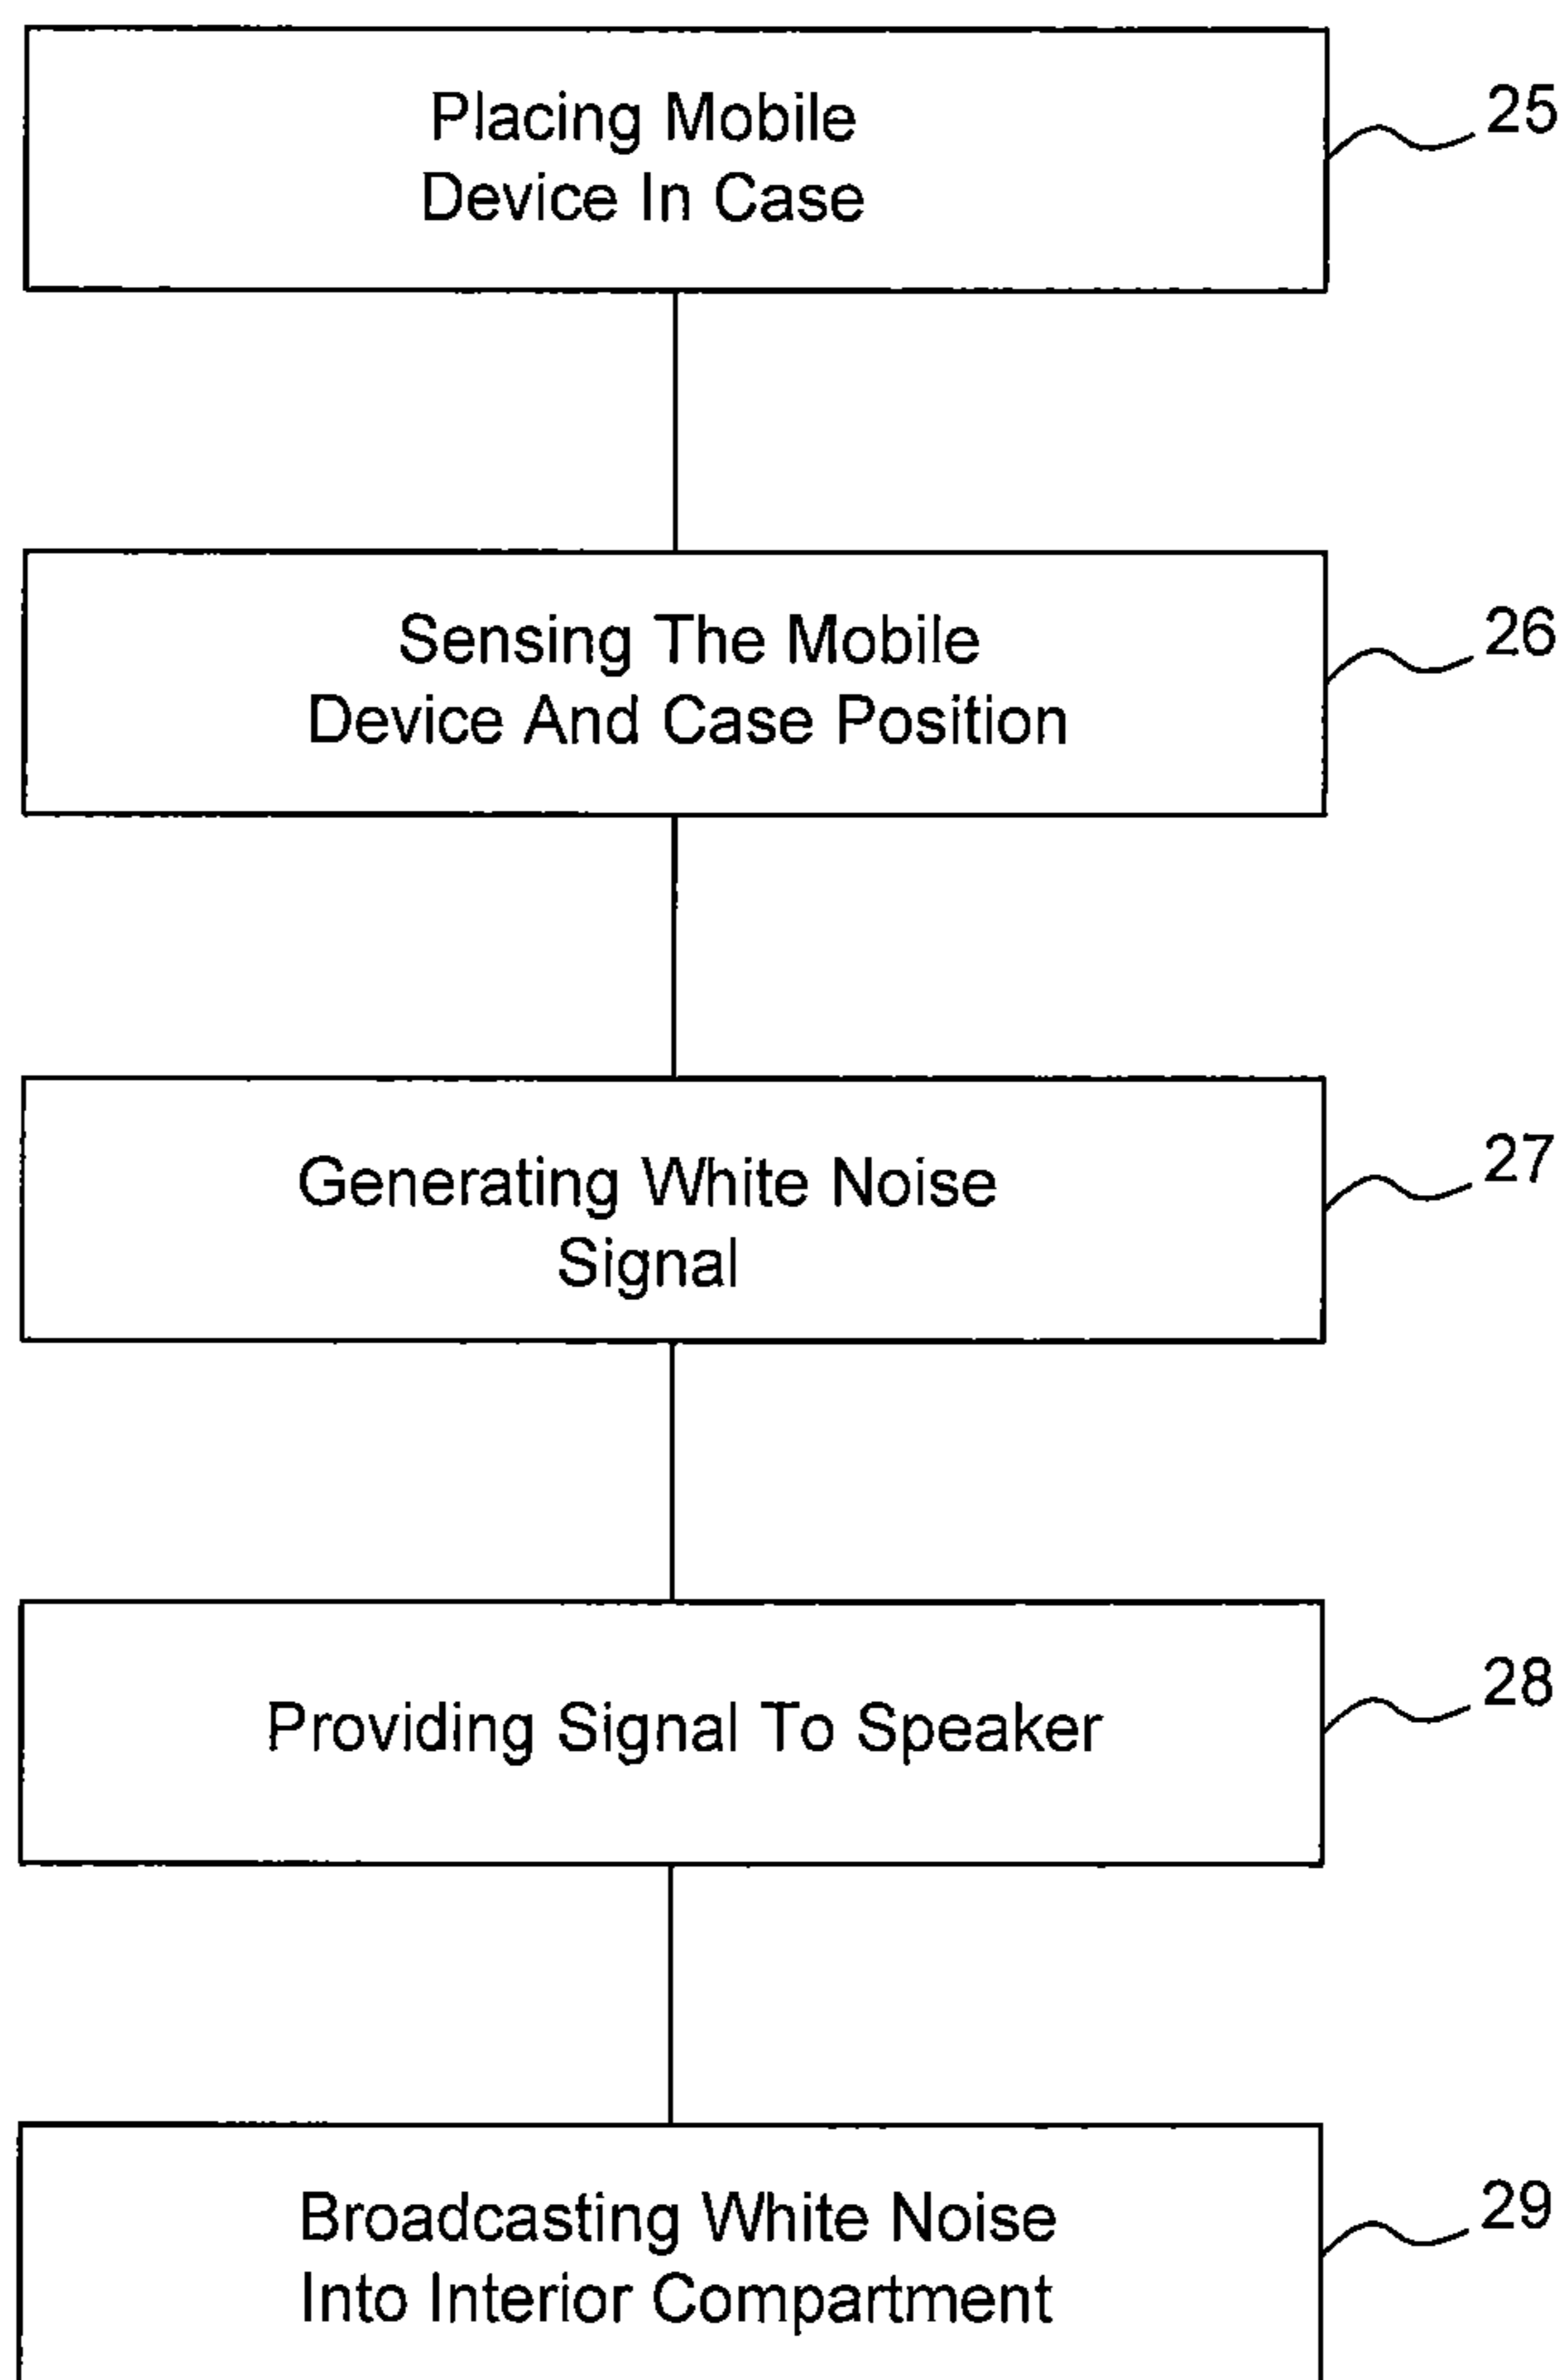 Placing Mobile
Device In Case
25
Sensing The Mobile
Device And Case Position
26
Generating White Noise
Signal
27
Providing Signal To Speaker
28
Broadcasting White Noise
Into Interior Compartment
29